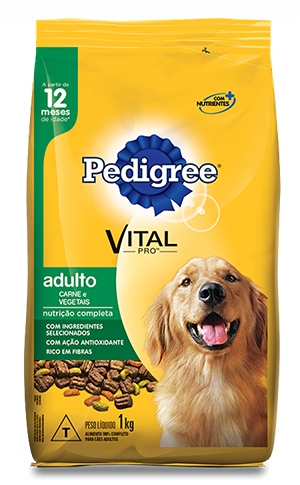 A partir de
12
meses
de idade*
COM
NUTRIENTES
Pedigree
VITAL
PRO™
adulto
CARNE e
VEGETAIS
nutrição completa
COM INGREDIENTES
SELECIONADOS
COM AÇÃO ANTIOXIDANTE
RICO EM FIBRAS
T
PESO LÍQUIDO 1kg
ALIMENTO 100% COMPLETO
PARA CÃES ADULTOS